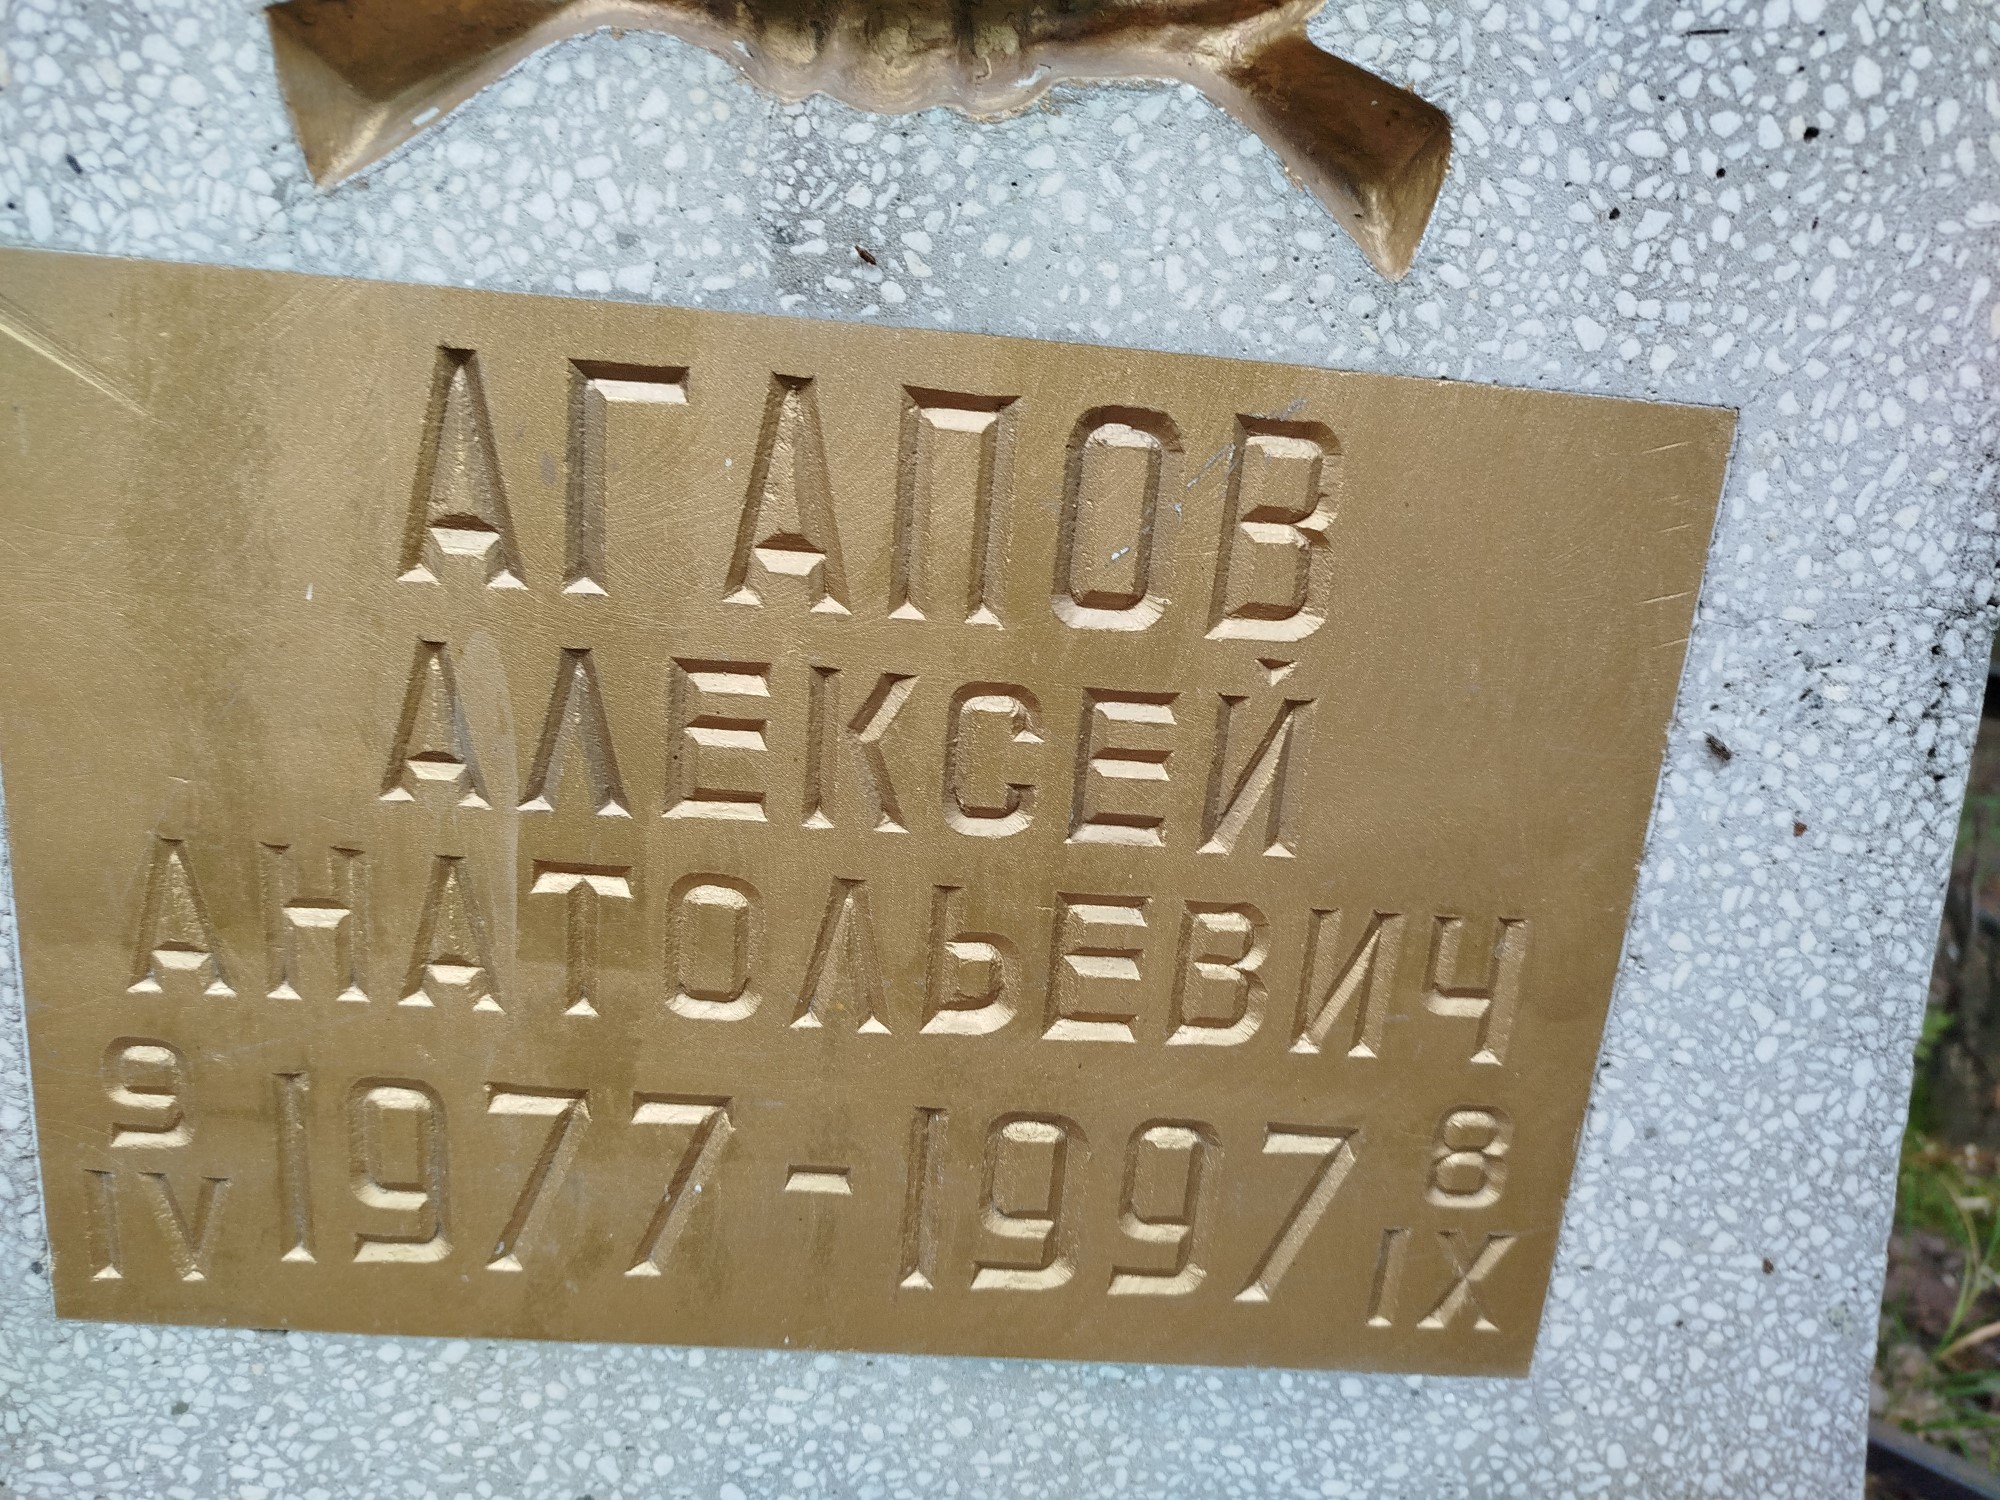 АГАПОВ
АЛЕКСЕЙ
АНАТОЛЬЕВИЧ
9 IV 1977 - 1997 8 IX